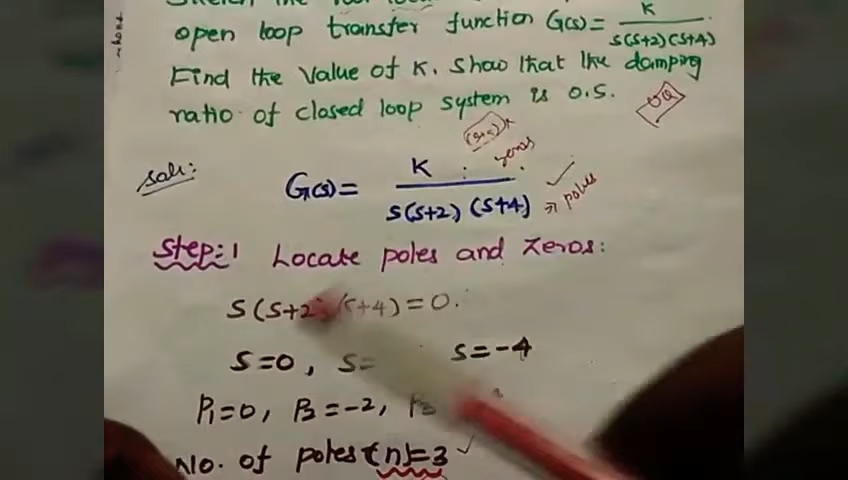 open loop transfer function G(s)= K
S(S+2)(S+4)
Find the value of K. Show that the damping
ratio of closed loop system is 0.5.
UQ
Soln:
G(s)= K
S(S+2)(S+4)
zeros
poles
Step:1 Locate poles and zeros:
S(S+2)(S+4)=0.
S=0, S= S=-4
P1=0, P2=-2,
No. of poles (n)=3